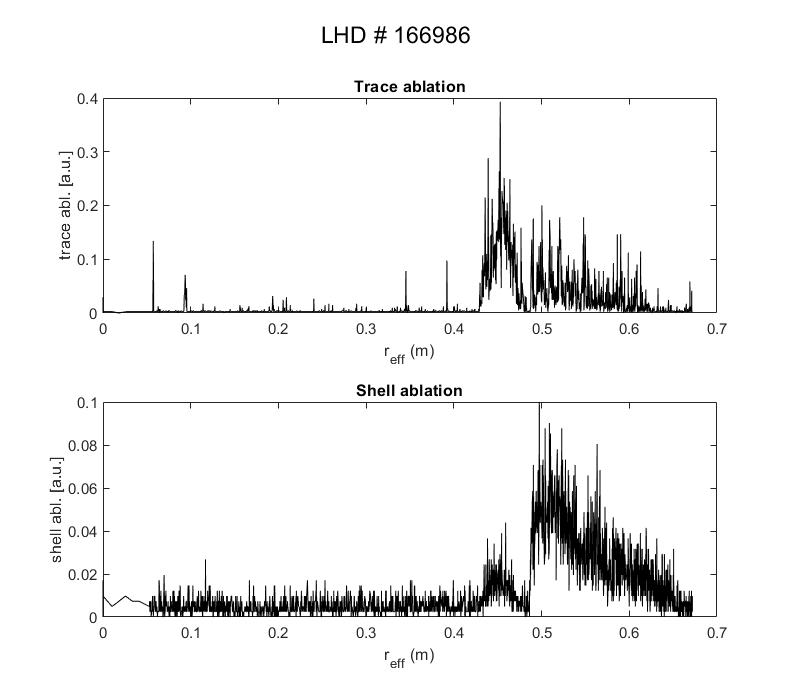 LHD # 166986
Trace ablation
trace abl. [a.u.]
0.4
0.3
0.2
0.1
0
0 0.1 0.2 0.3 0.4 0.5 0.6 0.7
r_eff (m)
Shell ablation
shell abl. [a.u.]
0.1
0.08
0.06
0.04
0.02
0
0 0.1 0.2 0.3 0.4 0.5 0.6 0.7
r_eff (m)